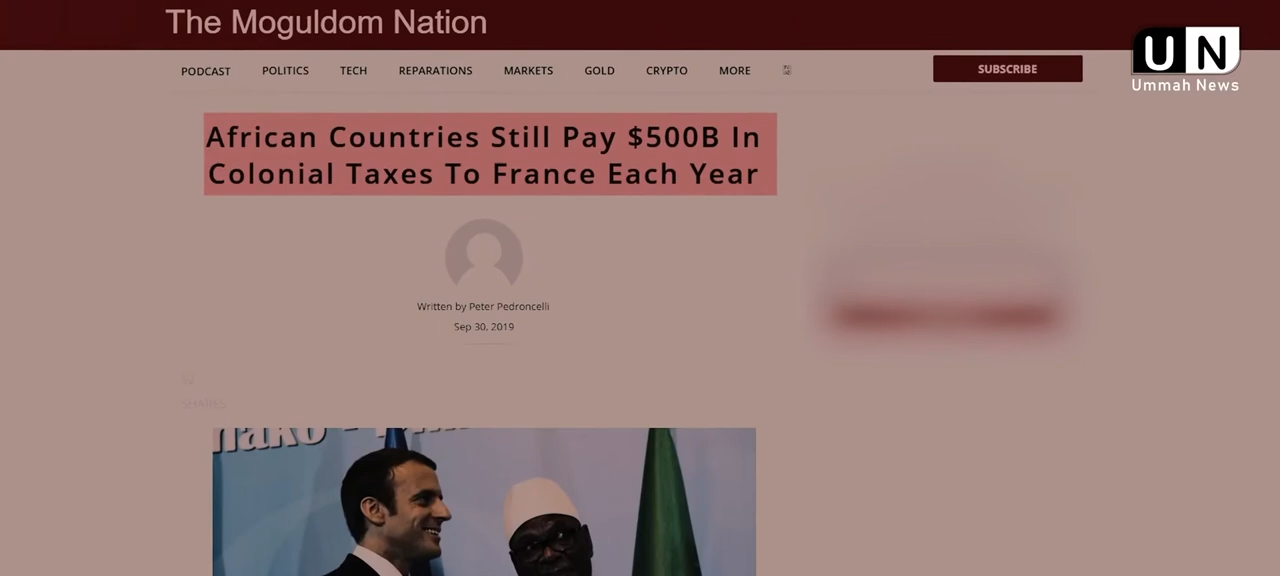 The Moguldom Nation
UN
Ummah News
PODCAST POLITICS TECH REPARATIONS MARKETS GOLD CRYPTO MORE
SUBSCRIBE
African Countries Still Pay $500B In
Colonial Taxes To France Each Year
Written by Peter Pedroncelli
Sep 30, 2019
SHARES